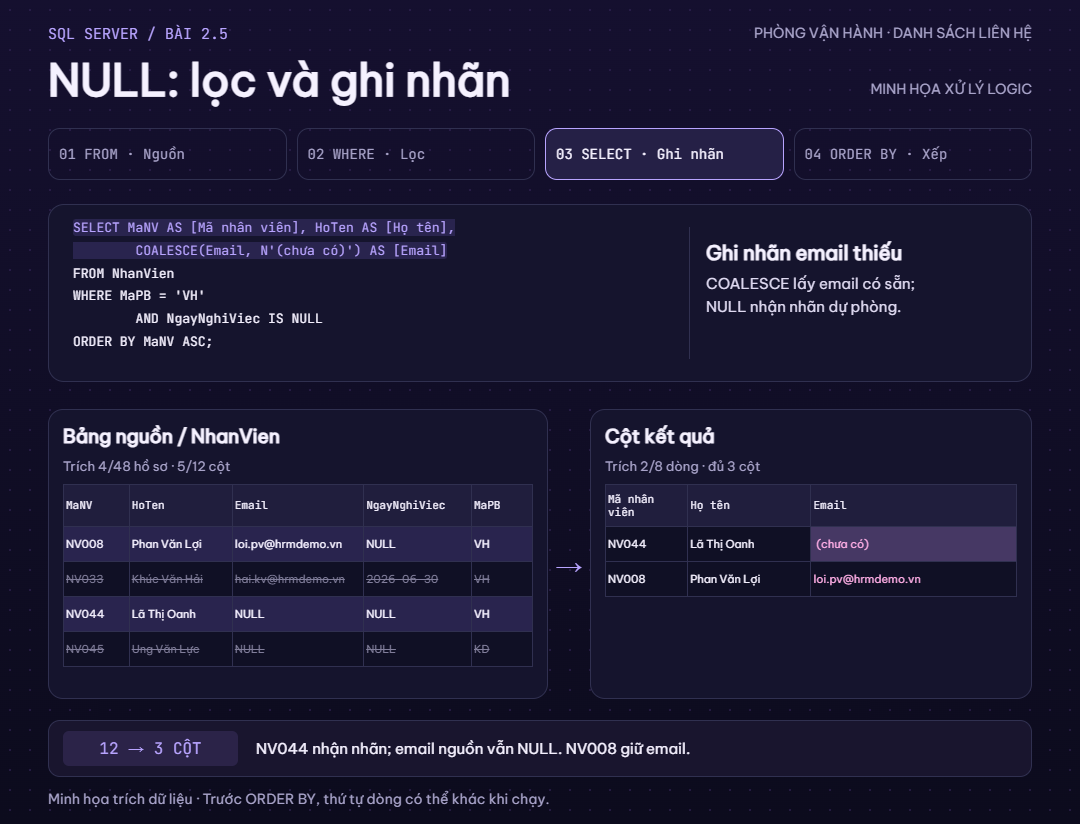 SQL SERVER / BÀI 2.5
PHÒNG VẬN HÀNH · DANH SÁCH LIÊN HỆ
NULL: lọc và ghi nhãn
MINH HỌA XỬ LÝ LOGIC
01 FROM · Nguồn
02 WHERE · Lọc
03 SELECT · Ghi nhãn
04 ORDER BY · Xếp
SELECT MaNV AS [Mã nhân viên], HoTen AS [Họ tên],
COALESCE(Email, N'(chưa có)') AS [Email]
FROM NhanVien
WHERE MaPB = 'VH'
AND NgayNghiViec IS NULL
ORDER BY MaNV ASC;
Ghi nhãn email thiếu
COALESCE lấy email có sẵn;
NULL nhận nhãn dự phòng.
Bảng nguồn / NhanVien
Trích 4/48 hồ sơ · 5/12 cột
MaNV HoTen Email NgayNghiViec MaPB
NV008 Phan Văn Lợi loi.pv@hrmdemo.vn NULL VH
NV033 Khúc Văn Hải hai.kv@hrmdemo.vn 2026-06-30 VH
NV044 Lã Thị Oanh NULL NULL VH
NV045 Ung Văn Lực NULL NULL KD
→
Cột kết quả
Trích 2/8 dòng · đủ 3 cột
Mã nhân viên Họ tên Email
NV044 Lã Thị Oanh (chưa có)
NV008 Phan Văn Lợi loi.pv@hrmdemo.vn
12 → 3 CỘT
NV044 nhận nhãn; email nguồn vẫn NULL. NV008 giữ email.
Minh họa trích dữ liệu · Trước ORDER BY, thứ tự dòng có thể khác khi chạy.